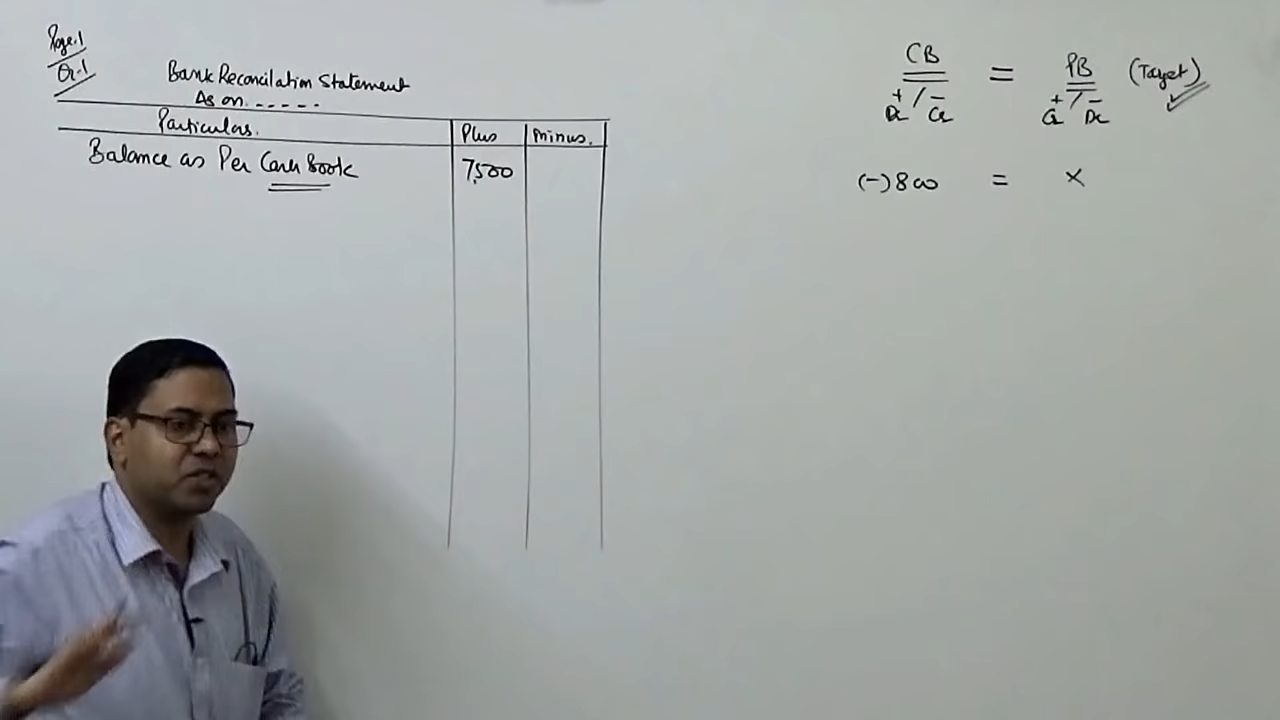 Page.1
Qr.1
Bank Reconcilation Statement
As on. -----
Particulars. Plus minus.
Balance as Per Cash Book 7,500
CB = PB (Target)
+ / - + / -
Dr Cr Cr Dr
(-) 800 = ×